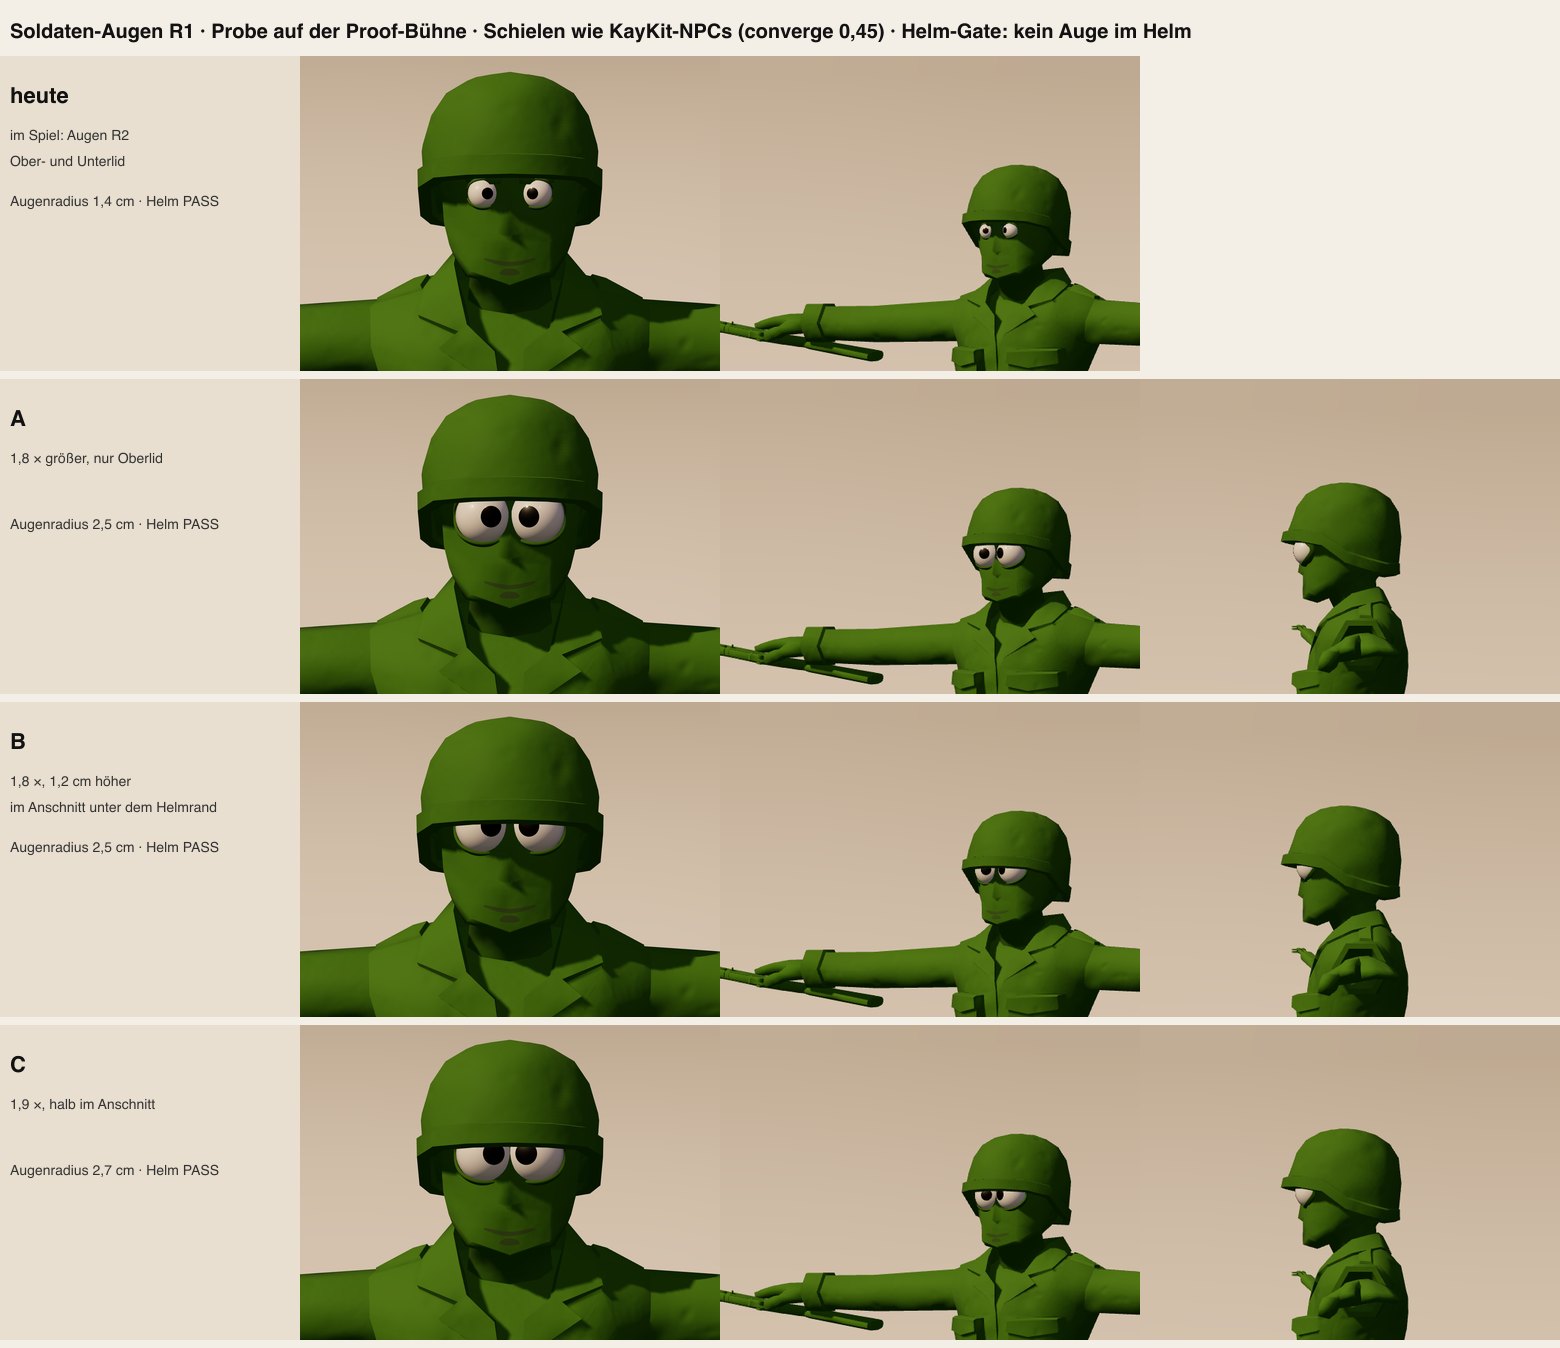 Soldaten-Augen R1 · Probe auf der Proof-Bühne · Schielen wie KayKit-NPCs (converge 0,45) · Helm-Gate: kein Auge im Helm
heute
im Spiel: Augen R2
Ober- und Unterlid
Augenradius 1,4 cm · Helm PASS
A
1,8 × größer, nur Oberlid
Augenradius 2,5 cm · Helm PASS
B
1,8 ×, 1,2 cm höher
im Anschnitt unter dem Helmrand
Augenradius 2,5 cm · Helm PASS
C
1,9 ×, halb im Anschnitt
Augenradius 2,7 cm · Helm PASS